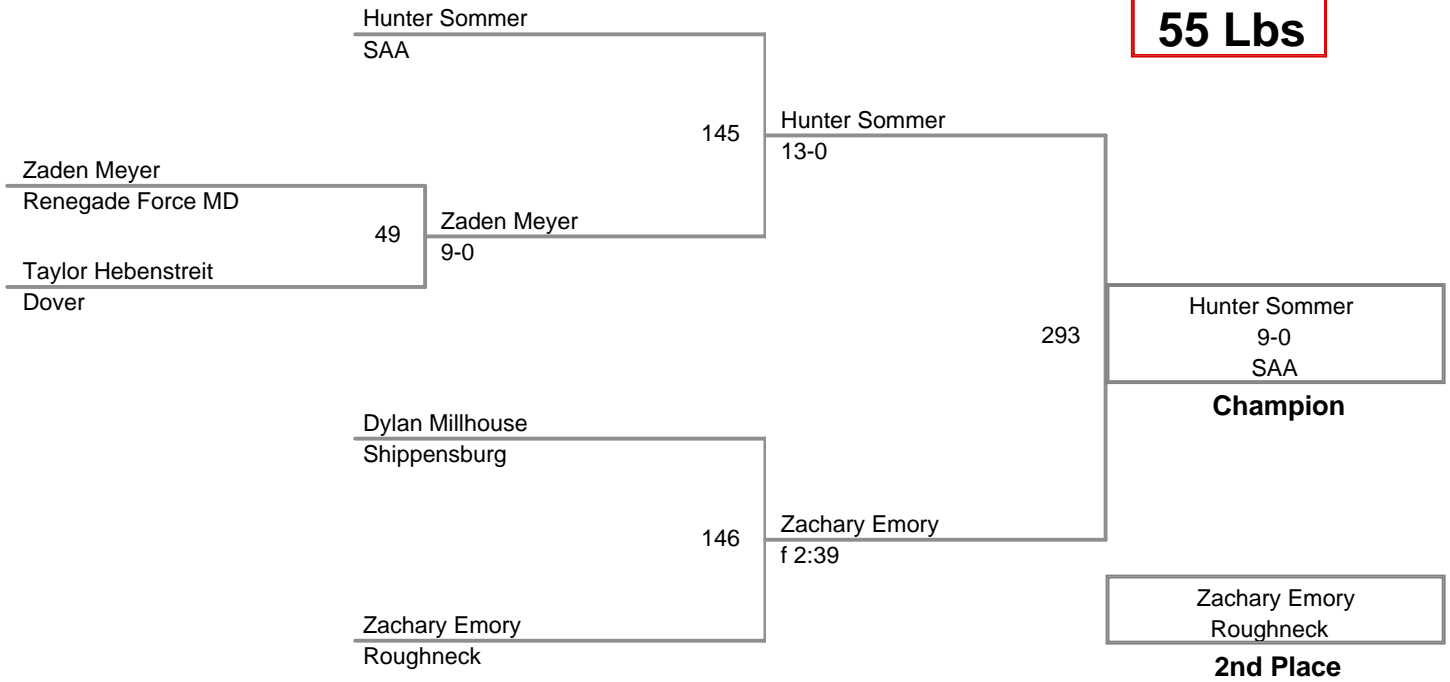 Hunter Sommer
SAA
55 Lbs
145
Hunter Sommer
13-0
Zaden Meyer
Renegade Force MD
49
Zaden Meyer
9-0
Taylor Hebenstreit
Dover
293
Hunter Sommer
9-0
SAA
Champion
Dylan Millhouse
Shippensburg
146
Zachary Emory
f 2:39
Zachary Emory
Roughneck
Zachary Emory
Roughneck
2nd Place